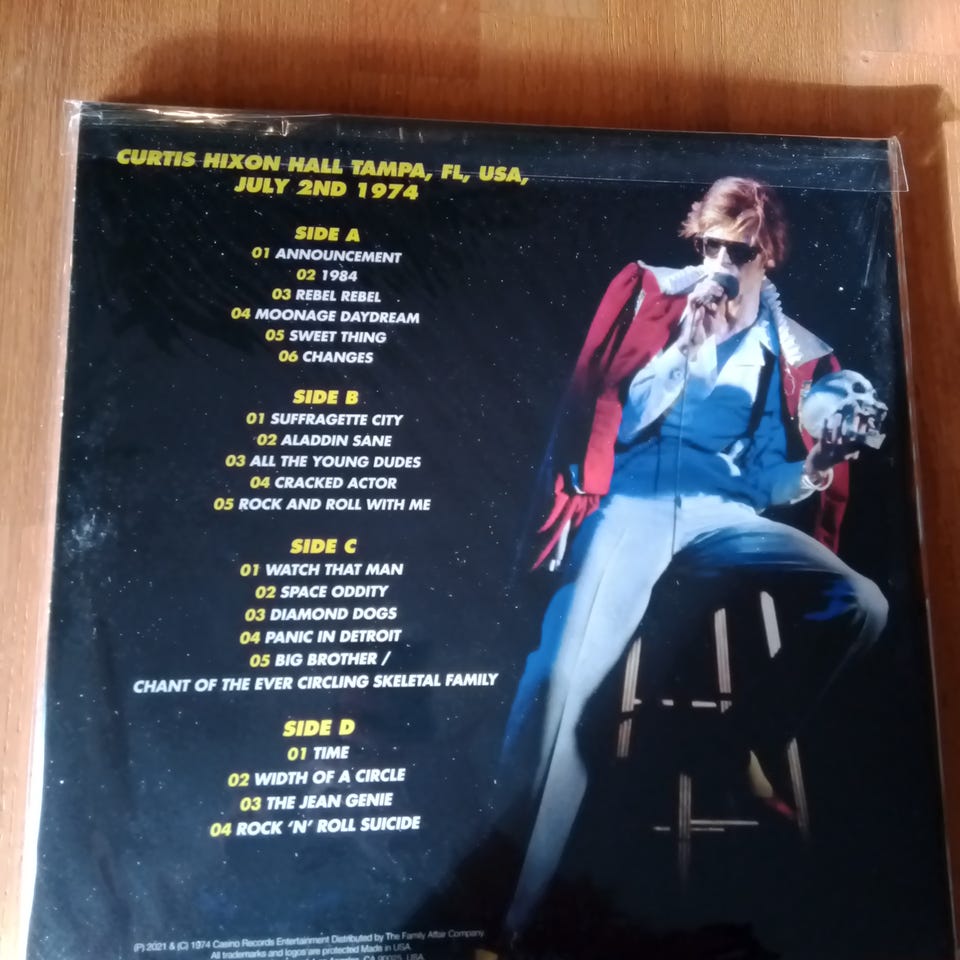 CURTIS HIXON HALL TAMPA, FL, USA,
JULY 2ND 1974
SIDE A
01 ANNOUNCEMENT
02 1984
03 REBEL REBEL
04 MOONAGE DAYDREAM
05 SWEET THING
06 CHANGES
SIDE B
01 SUFFRAGETTE CITY
02 ALADDIN SANE
03 ALL THE YOUNG DUDES
04 CRACKED ACTOR
05 ROCK AND ROLL WITH ME
SIDE C
01 WATCH THAT MAN
02 SPACE ODDITY
03 DIAMOND DOGS
04 PANIC IN DETROIT
05 BIG BROTHER /
CHANT OF THE EVER CIRCLING SKELETAL FAMILY
SIDE D
01 TIME
02 WIDTH OF A CIRCLE
03 THE JEAN GENIE
04 ROCK 'N' ROLL SUICIDE
(P) 2021 & (C) 1974 Casino Records Entertainment Distributed by The Family Affair Company.
All trademarks and logos are protected Made in USA.
Los Angeles, CA 90025, USA